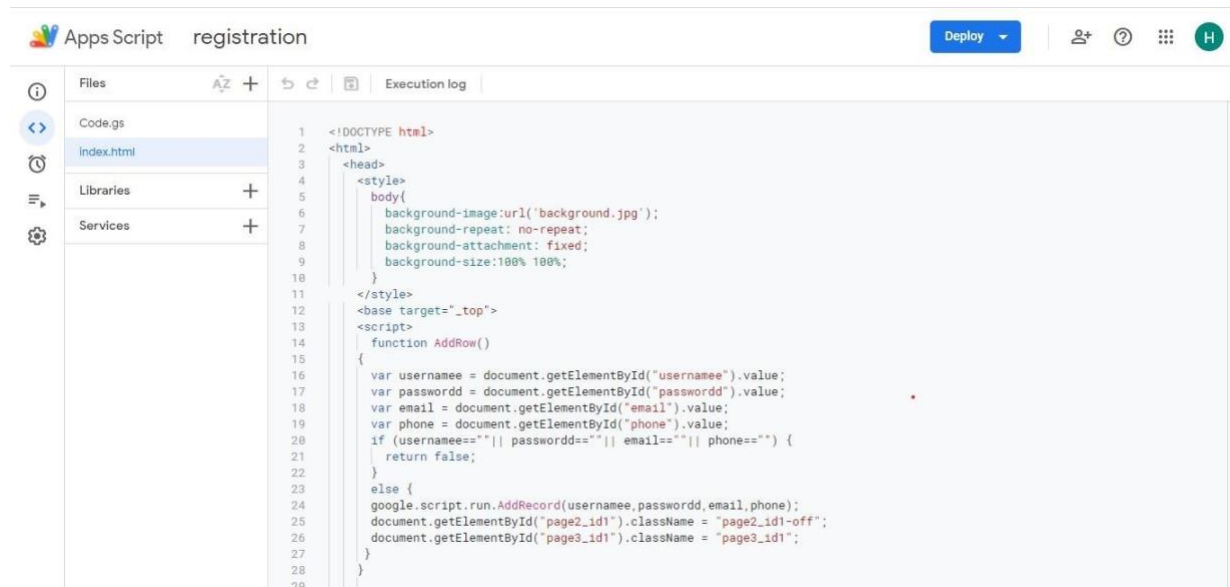 Apps Script registration Deploy H
Files AZ Execution log
Code.gs
index.html
Libraries
Services
1 <!DOCTYPE html>
2 <html>
3 <head>
4 <style>
5 body{
6 background-image:url('background.jpg');
7 background-repeat: no-repeat;
8 background-attachment: fixed;
9 background-size:100% 100%;
10 }
11 </style>
12 <base target="_top">
13 <script>
14 function AddRow()
15 {
16 var usernamee = document.getElementById("usernamee").value;
17 var passwordd = document.getElementById("passwordd").value;
18 var email = document.getElementById("email").value;
19 var phone = document.getElementById("phone").value;
20 if (usernamee==""|| passwordd==""|| email==""|| phone=="") {
21 return false;
22 }
23 else {
24 google.script.run.AddRecord(usernamee,passwordd,email,phone);
25 document.getElementById("page2_id1").className = "page2_id1-off";
26 document.getElementById("page3_id1").className = "page3_id1";
27 }
28 }
29